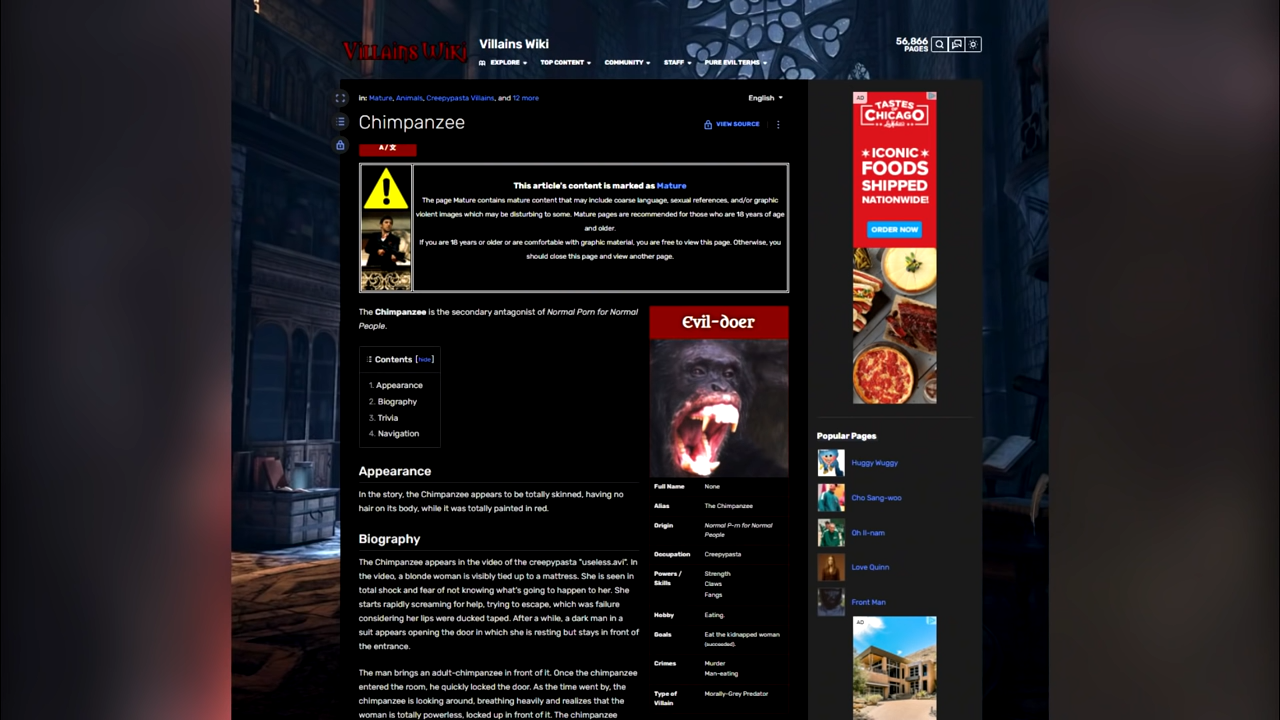 Villains Wiki
Villains Wiki
EXPLORE
TOP CONTENT
COMMUNITY
STAFF
PURE EVIL TERMS
56,866
PAGES
in: Mature, Animals, Creepypasta Villains, and 12 more
English
Chimpanzee
VIEW SOURCE
A / 文
This article's content is marked as Mature
The page Mature contains mature content that may include coarse language, sexual references, and/or graphic
violent images which may be disturbing to some. Mature pages are recommended for those who are 18 years of age
and older.
If you are 18 years or older or are comfortable with graphic material, you are free to view this page. Otherwise, you
should close this page and view another page.
The Chimpanzee is the secondary antagonist of Normal Porn for Normal
People.
Contents [hide]
1. Appearance
2. Biography
3. Trivia
4. Navigation
Appearance
In the story, the Chimpanzee appears to be totally skinned, having no
hair on its body, while it was totally painted in red.
Biography
The Chimpanzee appears in the video of the creepypasta "useless.avi". In
the video, a blonde woman is visibly tied up to a mattress. She is seen in
total shock and fear of not knowing what's going to happen to her. She
starts rapidly screaming for help, trying to escape, which was failure
considering her lips were ducked taped. After a while, a dark man in a
suit appears opening the door in which she is resting but stays in front of
the entrance.
The man brings an adult-chimpanzee in front of it. Once the chimpanzee
entered the room, he quickly locked the door. As the time went by, the
chimpanzee is looking around, breathing heavily and realizes that the
woman is totally powerless, locked up in front of it. The chimpanzee
Evil-doer
Full Name None
Alias The Chimpanzee
Origin Normal P-rn for Normal
People
Occupation Creepypasta
Powers / Strength
Skills Claws
Fangs
Hobby Eating.
Goals Eat the kidnapped woman
(succeeded).
Crimes Murder
Man-eating
Type of Morally-Grey Predator
Villain
AD
TASTES
OF
CHICAGO
ICONIC
FOODS
SHIPPED
NATIONWIDE!
ORDER NOW
Popular Pages
Huggy Wuggy
Cho Sang-woo
Oh Il-nam
Love Quinn
Front Man
AD